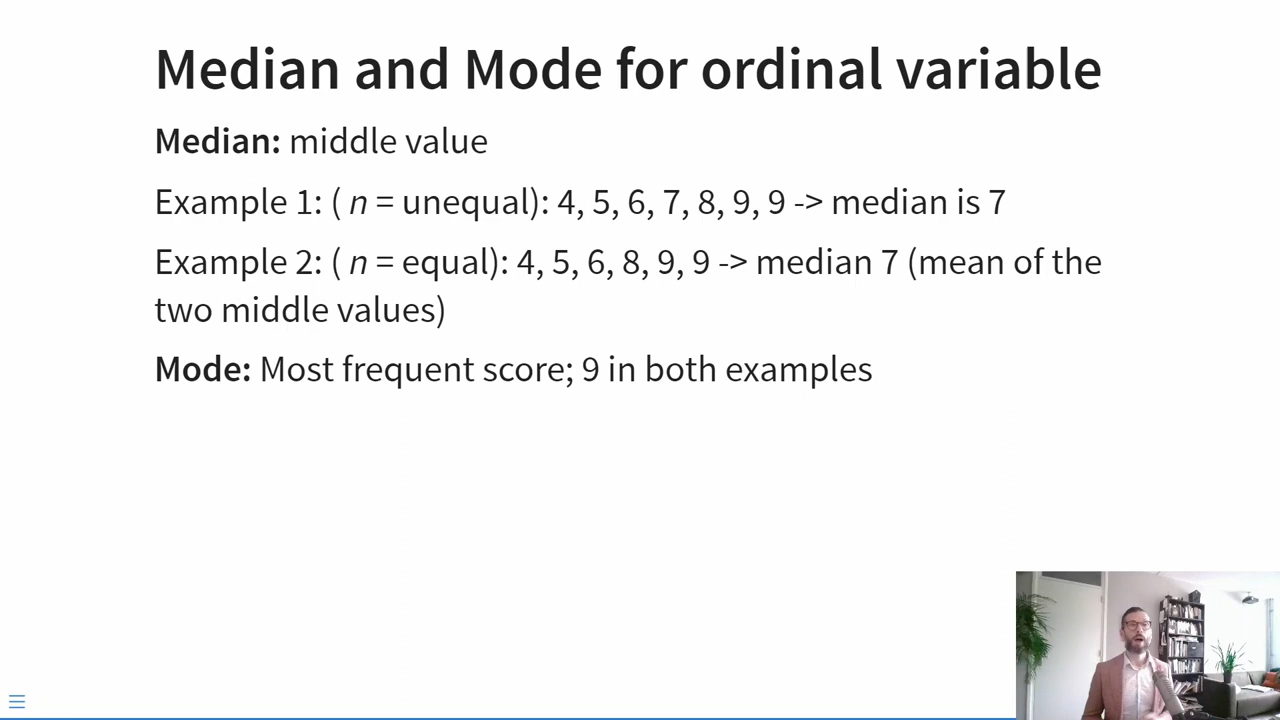 Median and Mode for ordinal variable
Median: middle value
Example 1: ( n = unequal): 4, 5, 6, 7, 8, 9, 9 -> median is 7
Example 2: ( n = equal): 4, 5, 6, 8, 9, 9 -> median 7 (mean of the
two middle values)
Mode: Most frequent score; 9 in both examples